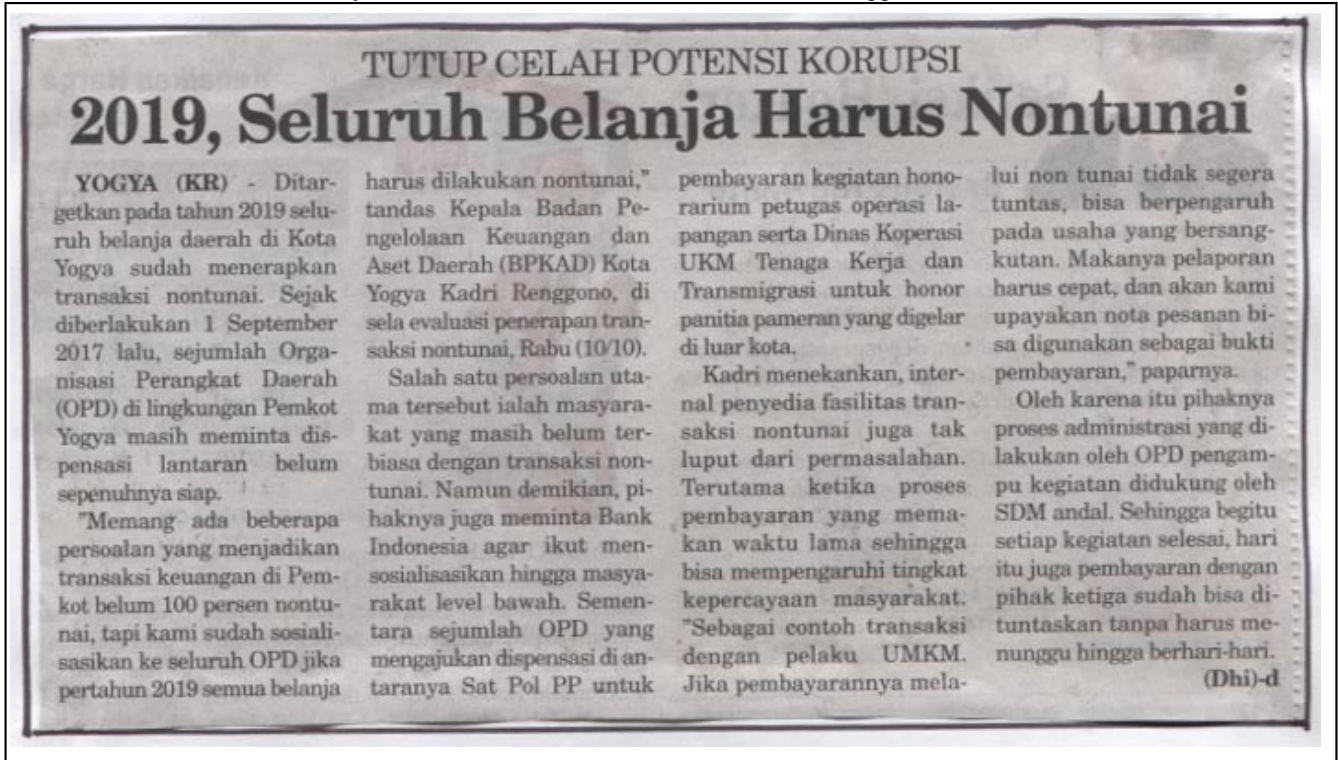 TUTUP CELAH POTENSI KORUPSI
2019, Seluruh Belanja Harus Nontunai
YOGYA (KR) - Ditar-
getkan pada tahun 2019 selu-
ruh belanja daerah di Kota
Yogya sudah menerapkan
transaksi nontunai. Sejak
diberlakukan 1 September
2017 lalu, sejumlah Orga-
nisasi Perangkat Daerah
(OPD) di lingkungan Pemkot
Yogya masih meminta dis-
pensasi lantaran belum
sepenuhnya siap.
"Memang ada beberapa
persoalan yang menjadikan
transaksi keuangan di Pem-
kot belum 100 persen nontu-
nai, tapi kami sudah sosiali-
sasikan ke seluruh OPD jika
pertahun 2019 semua belanja
harus dilakukan nontunai,"
tandas Kepala Badan Pe-
ngelolaan Keuangan dan
Aset Daerah (BPKAD) Kota
Yogya Kadri Renggono, di
sela evaluasi penerapan tran-
saksi nontunai, Rabu (10/10).
Salah satu persoalan uta-
ma tersebut ialah masyara-
kat yang masih belum ter-
biasa dengan transaksi non-
tunai. Namun demikian, pi-
haknya juga meminta Bank
Indonesia agar ikut men-
sosialisasikan hingga masya-
rakat level bawah. Semen-
tara sejumlah OPD yang
mengajukan dispensasi di an-
taranya Sat Pol PP untuk
pembayaran kegiatan hono-
rarium petugas operasi la-
pangan serta Dinas Koperasi
UKM Tenaga Kerja dan
Transmigrasi untuk honor
panitia pameran yang digelar
di luar kota.
Kadri menekankan, inter-
nal penyedia fasilitas tran-
saksi nontunai juga tak
luput dari permasalahan.
Terutama ketika proses
pembayaran yang mema-
kan waktu lama sehingga
bisa mempengaruhi tingkat
kepercayaan masyarakat.
"Sebagai contoh transaksi
dengan pelaku UMKM.
Jika pembayarannya mela-
lui non tunai tidak segera
tuntas, bisa berpengaruh
pada usaha yang bersang-
kutan. Makanya pelaporan
harus cepat, dan akan kami
upayakan nota pesanan bi-
sa digunakan sebagai bukti
pembayaran," paparnya.
Oleh karena itu pihaknya
proses administrasi yang di-
lakukan oleh OPD pengam-
pu kegiatan didukung oleh
SDM andal. Sehingga begitu
setiap kegiatan selesai, hari
itu juga pembayaran dengan
pihak ketiga sudah bisa di-
tuntaskan tanpa harus me-
nunggu hingga berhari-hari.
(Dhi)-d